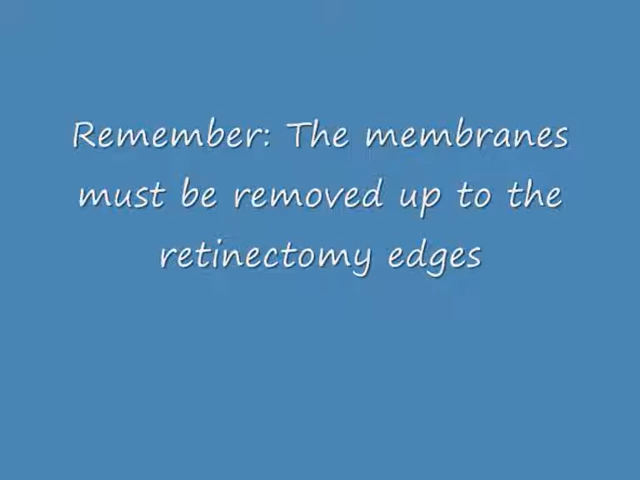 Remember: The membranes
must be removed up to the
retinectomy edges